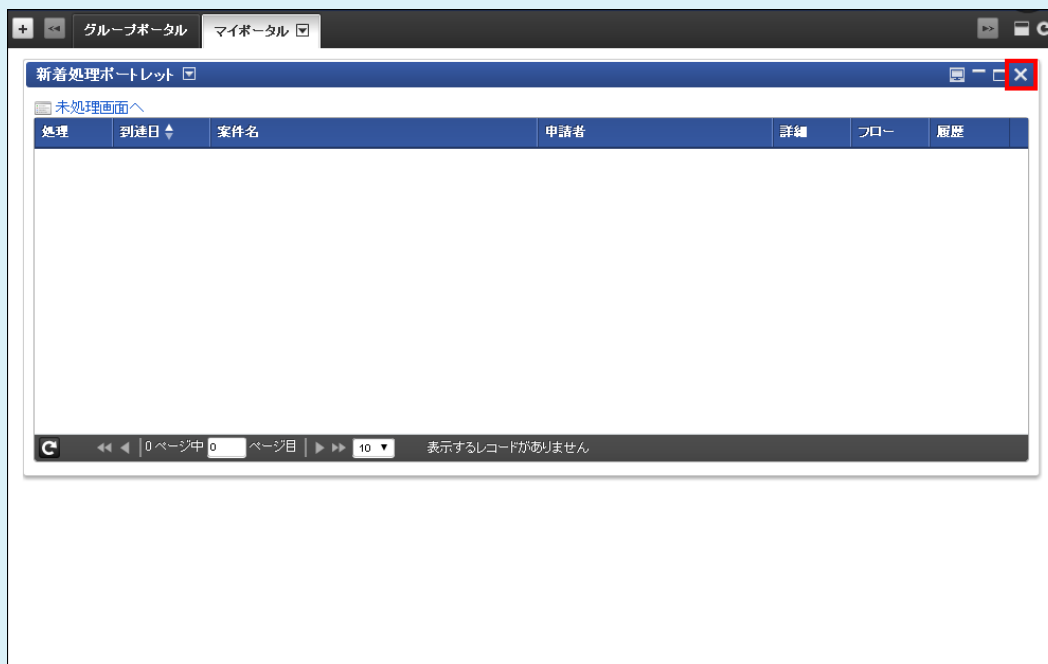 グループポータル マイポータル
新着処理ポートレット
未処理画面へ
処理 到達日 案件名 申請者 詳細 フロー 履歴
0 ページ中 0 ページ目 10 表示するレコードがありません